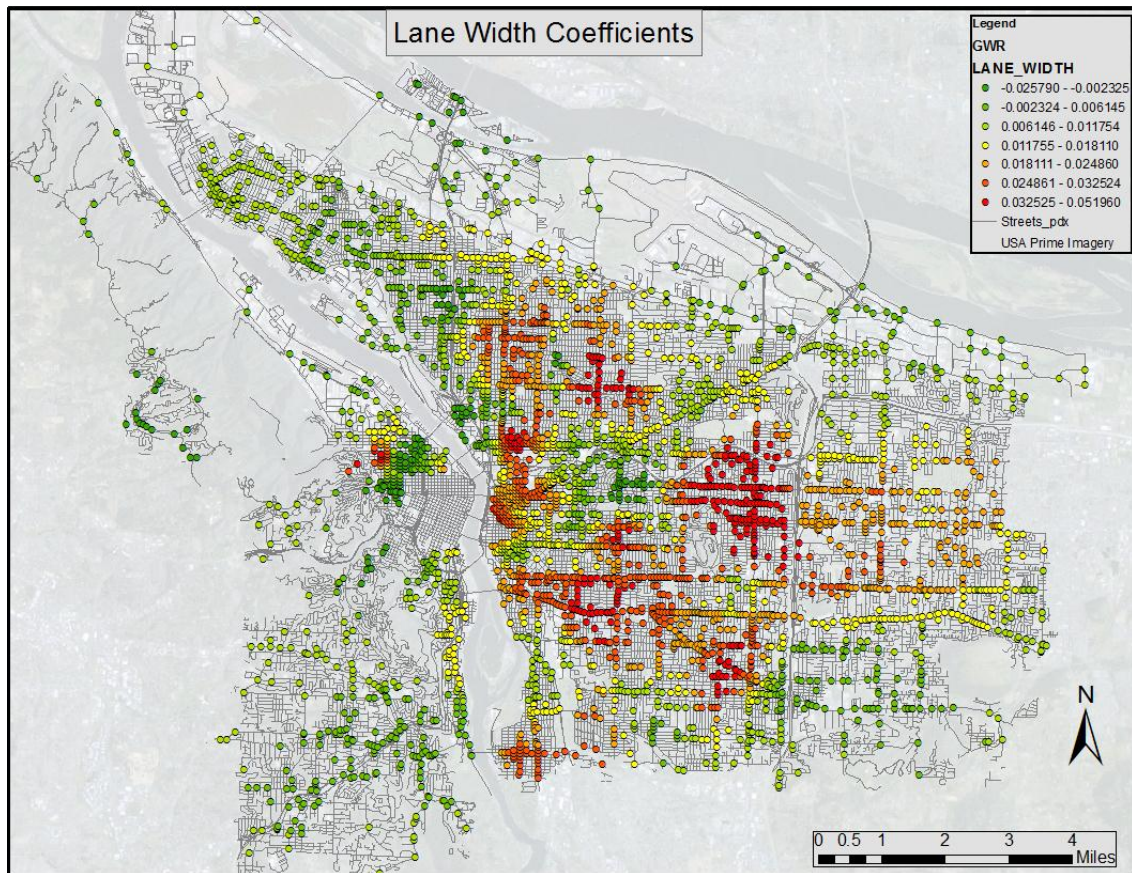 Lane Width Coefficients
Legend
GWR
LANE_WIDTH
-0.025790 - -0.002325
-0.002324 - 0.006145
0.006146 - 0.011754
0.011755 - 0.018110
0.018111 - 0.024860
0.024861 - 0.032524
0.032525 - 0.051960
Streets_pdx
USA Prime Imagery
N
0 0.5 1 2 3 4
Miles